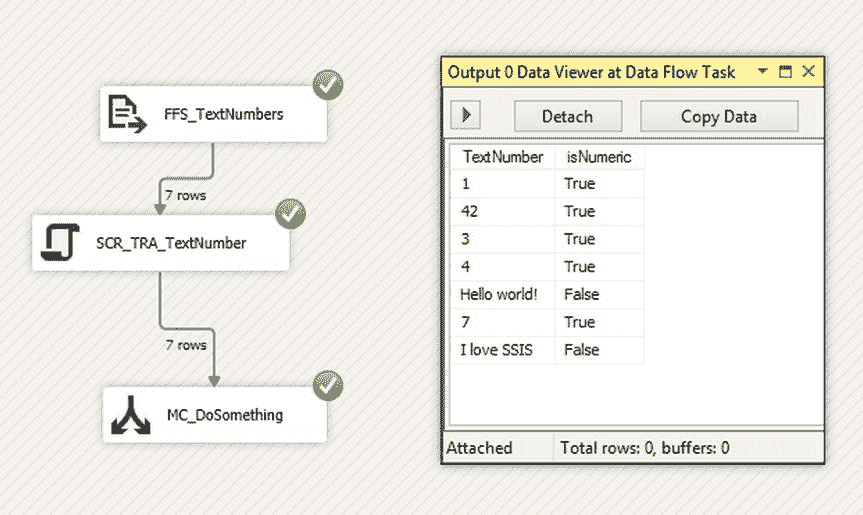 FFS_TextNumbers
7 rows
SCR_TRA_TextNumber
7 rows
MC_DoSomething
Output 0 Data Viewer at Data Flow Task
Detach Copy Data
TextNumber isNumeric
1 True
42 True
3 True
4 True
Hello world! False
7 True
I love SSIS False
Attached Total rows: 0, buffers: 0